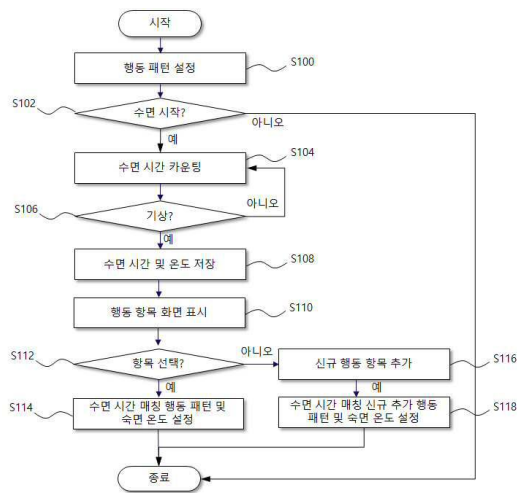 시작
행동 패턴 설정
S100
S102
수면 시작?
아니오
예
수면 시간 카운팅
S104
S106
기상?
아니오
예
수면 시간 및 온도 저장
S108
행동 항목 화면 표시
S110
S112
항목 선택?
아니오
신규 행동 항목 추가
S116
예
예
S114
수면 시간 매칭 행동 패턴 및
숙면 온도 설정
수면 시간 매칭 신규 추가 행동
패턴 및 숙면 온도 설정
S118
종료